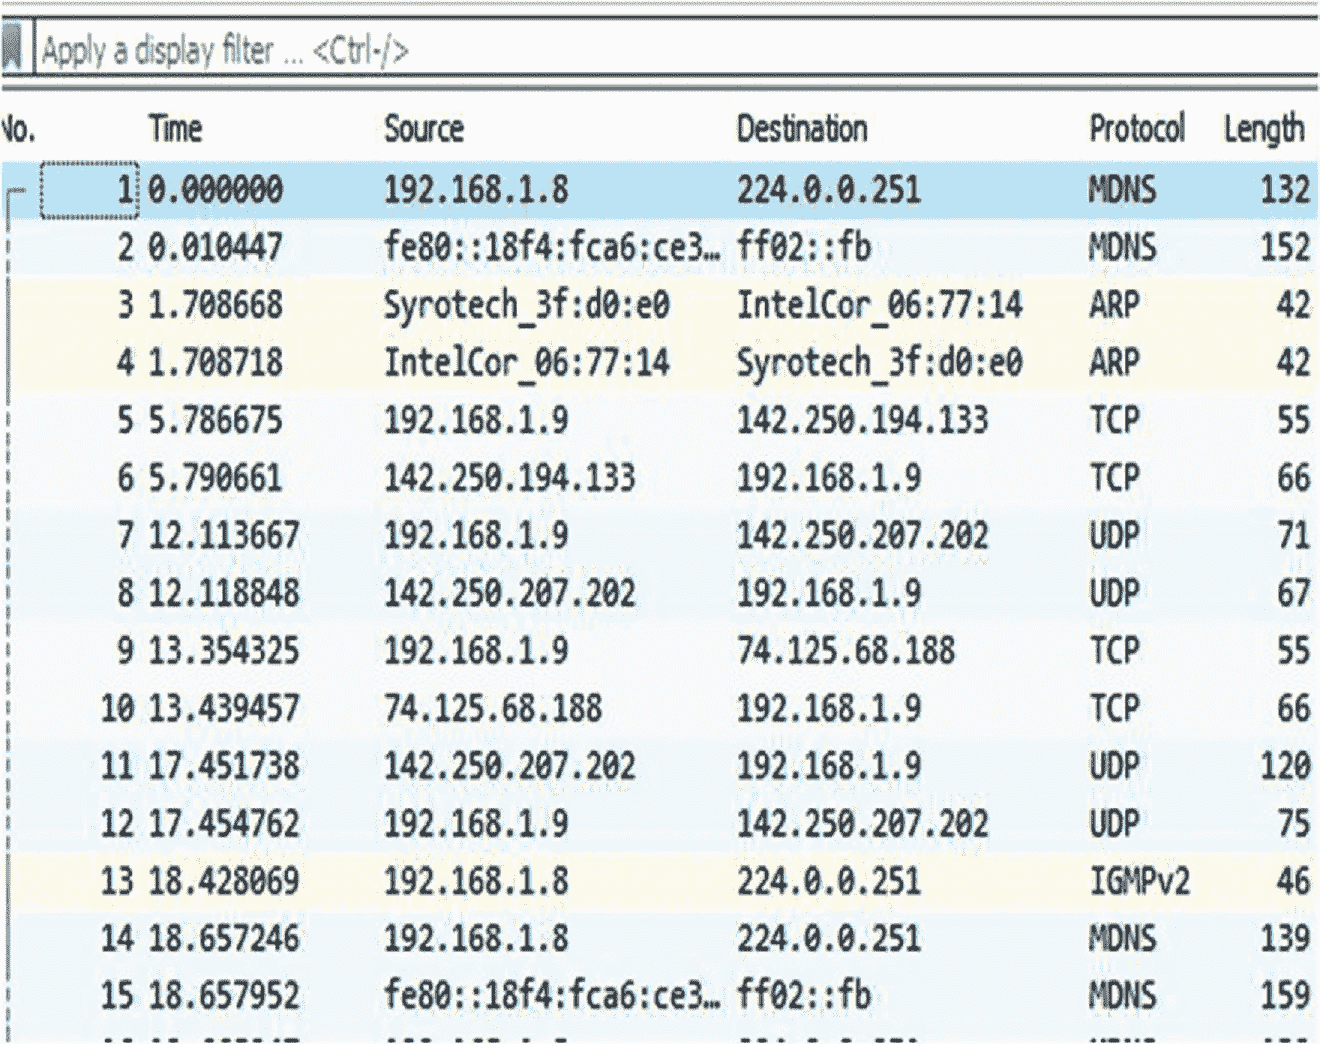 Apply a display filter ... <Ctrl-/>
No. Time Source Destination Protocol Length
1 0.000000 192.168.1.8 224.0.0.251 MDNS 132
2 0.010447 fe80::18f4:fca6:ce3… ff02::fb MDNS 152
3 1.708668 Syrotech_3f:d0:e0 IntelCor_06:77:14 ARP 42
4 1.708718 IntelCor_06:77:14 Syrotech_3f:d0:e0 ARP 42
5 5.786675 192.168.1.9 142.250.194.133 TCP 55
6 5.790661 142.250.194.133 192.168.1.9 TCP 66
7 12.113667 192.168.1.9 142.250.207.202 UDP 71
8 12.118848 142.250.207.202 192.168.1.9 UDP 67
9 13.354325 192.168.1.9 74.125.68.188 TCP 55
10 13.439457 74.125.68.188 192.168.1.9 TCP 66
11 17.451738 142.250.207.202 192.168.1.9 UDP 120
12 17.454762 192.168.1.9 142.250.207.202 UDP 75
13 18.428069 192.168.1.8 224.0.0.251 IGMPv2 46
14 18.657246 192.168.1.8 224.0.0.251 MDNS 139
15 18.657952 fe80::18f4:fca6:ce3… ff02::fb MDNS 159